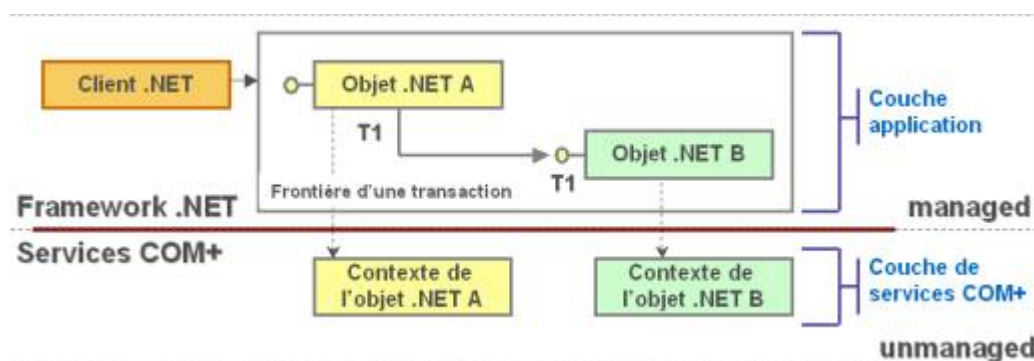 Client .NET
Objet .NET A
Couche
application
T1
Objet .NET B
T1
Frontière d'une transaction
Framework .NET
managed
Services COM+
Contexte de
l'objet .NET A
Contexte de
l'objet .NET B
Couche de
services COM+
unmanaged